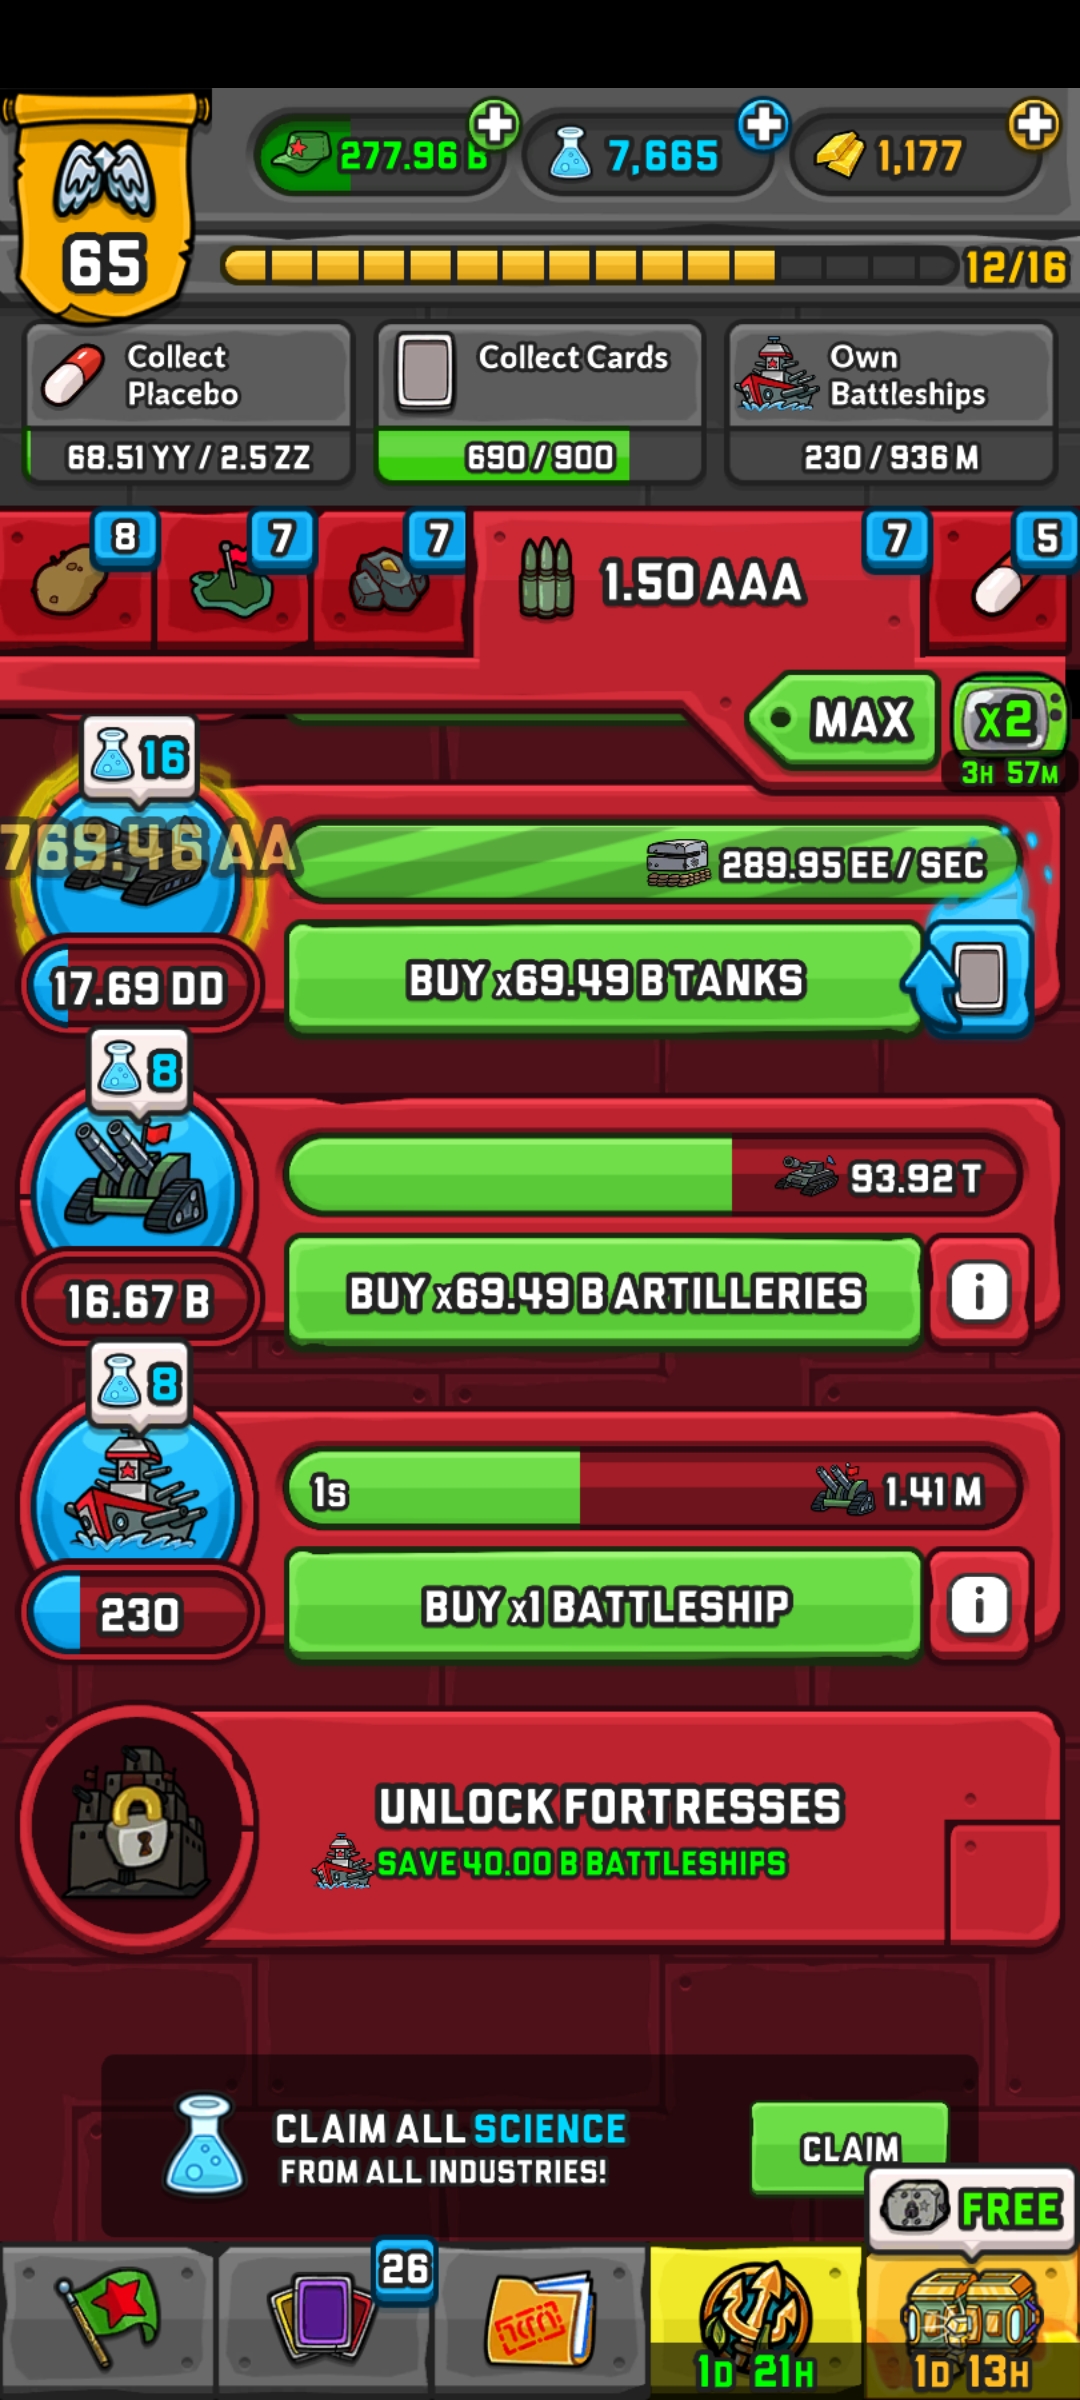 277.96 B
7,665
1,177
65
12/16
Collect
Placebo
68.51 YY / 2.5 ZZ
Collect Cards
690 / 900
Own
Battleships
230 / 936 M
8
7
7
1.50 AAA
7
5
MAX
x2
3H 57M
16
769.46 AA
289.95 EE / SEC
17.69 DD
BUY x69.49 B TANKS
8
93.92 T
16.67 B
BUY x69.49 B ARTILLERIES
i
8
1s
1.41 M
230
BUY x1 BATTLESHIP
i
UNLOCK FORTRESSES
SAVE 40.00 B BATTLESHIPS
CLAIM ALL SCIENCE
FROM ALL INDUSTRIES!
CLAIM
FREE
26
1D 21H
1D 13H